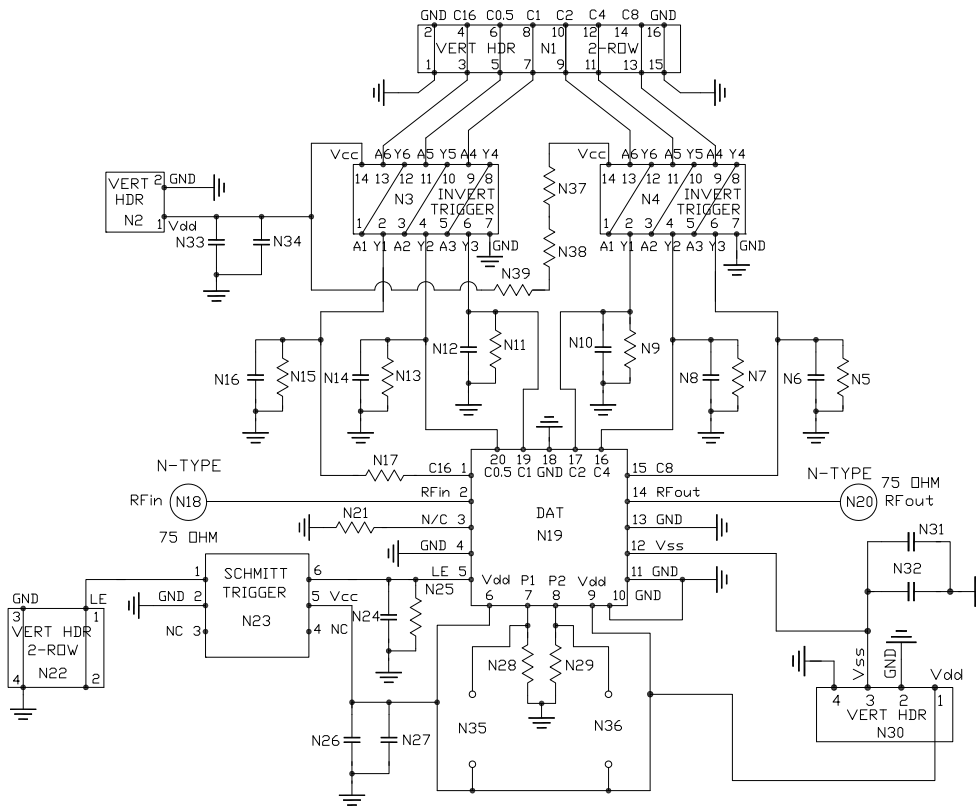 GND C16 C0.5 C1 C2 C4 C8 GND
2 4 6 8 10 12 14 16
VERT HDR N1 2-ROW
1 3 5 7 9 11 13 15
Vcc A6 Y6 A5 Y5 A4 Y4
14 13 12 11 10 9 8
N3 INVERT TRIGGER
1 2 3 4 5 6 7
A1 Y1 A2 Y2 A3 Y3 GND
Vcc A6 Y6 A5 Y5 A4 Y4
14 13 12 11 10 9 8
N4 INVERT TRIGGER
1 2 3 4 5 6 7
A1 Y1 A2 Y2 A3 Y3 GND
VERT HDR N2
2 GND
1 Vdd
N33 N34
N37
N38
N39
N16 N15 N14 N13 N12 N11 N10 N9 N8 N7 N6 N5
20 19 18 17 16
C0.5 C1 GND C2 C4
N17 C16 1
15 C8
N-TYPE
RFin N18
75 OHM
RFin 2
14 RFout
N-TYPE
75 OHM
N20 RFout
N21 N/C 3
DAT
N19
13 GND
GND 4
12 Vss
LE 5
11 GND
Vdd P1 P2 Vdd GND
6 7 8 9 10
N31
N32
SCHMITT TRIGGER
N23
1 6
GND 2 5 Vcc
NC 3 4 NC
N24 N25
GND LE
3 1
VERT HDR
2-ROW
N22
4 2
N28 N29
N26 N27
N35 N36
Vss GND Vdd
4 3 2 1
VERT HDR
N30